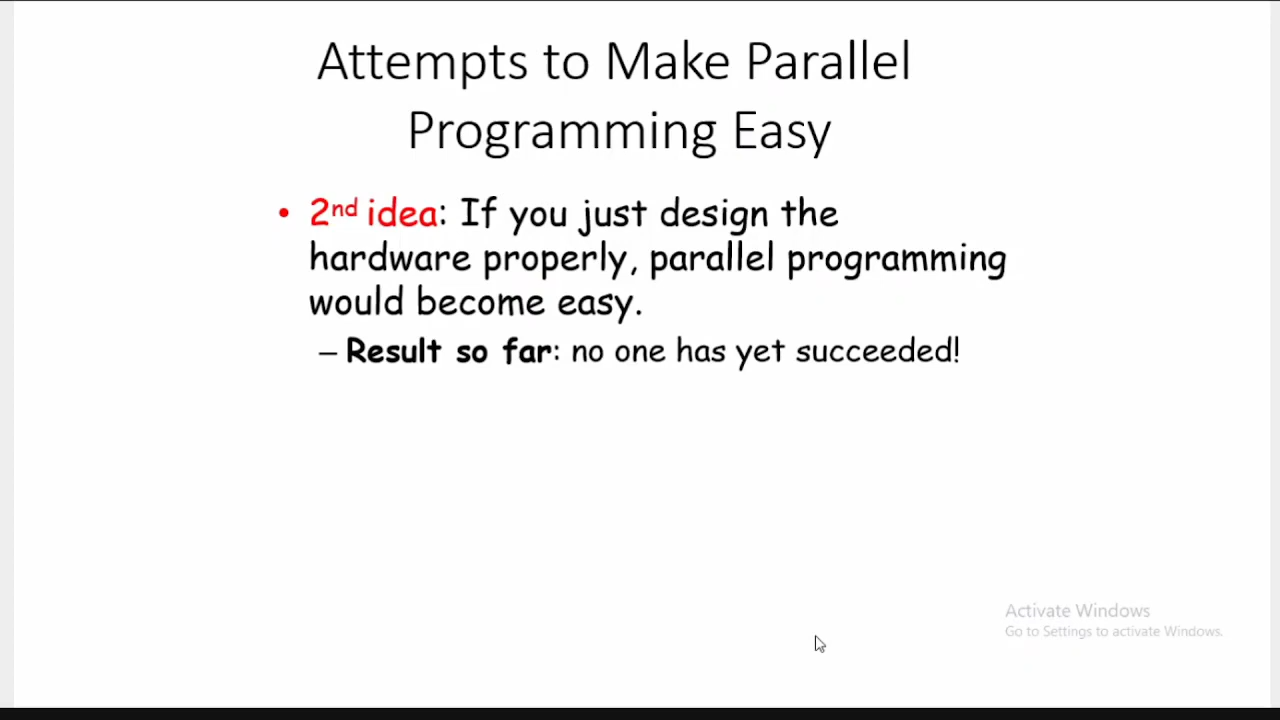 Attempts to Make Parallel
Programming Easy
• 2nd idea: If you just design the
hardware properly, parallel programming
would become easy.
– Result so far: no one has yet succeeded!
Activate Windows
Go to Settings to activate Windows.